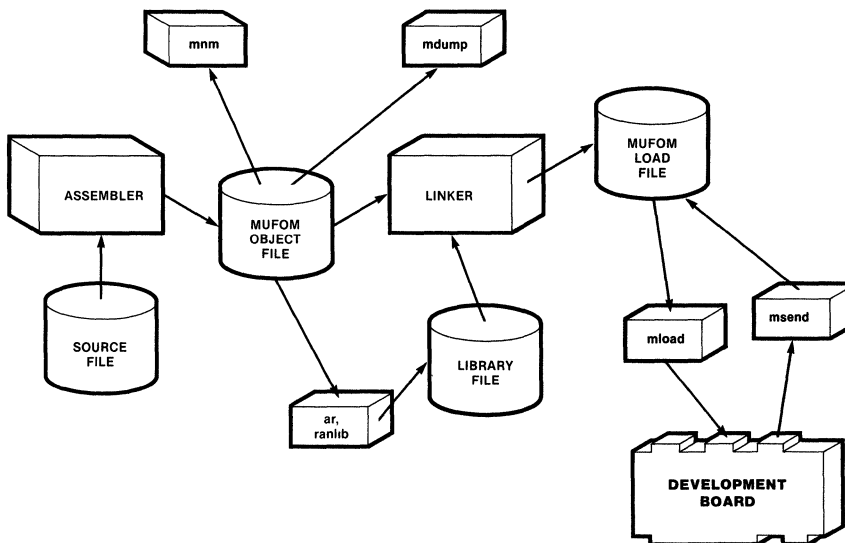 mnm
mdump
ASSEMBLER
MUFOM
OBJECT
FILE
LINKER
MUFOM
LOAD
FILE
SOURCE
FILE
ar,
ranlib
LIBRARY
FILE
mload
msend
DEVELOPMENT
BOARD